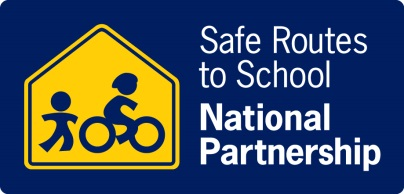 Safe Routes
to School
National
Partnership